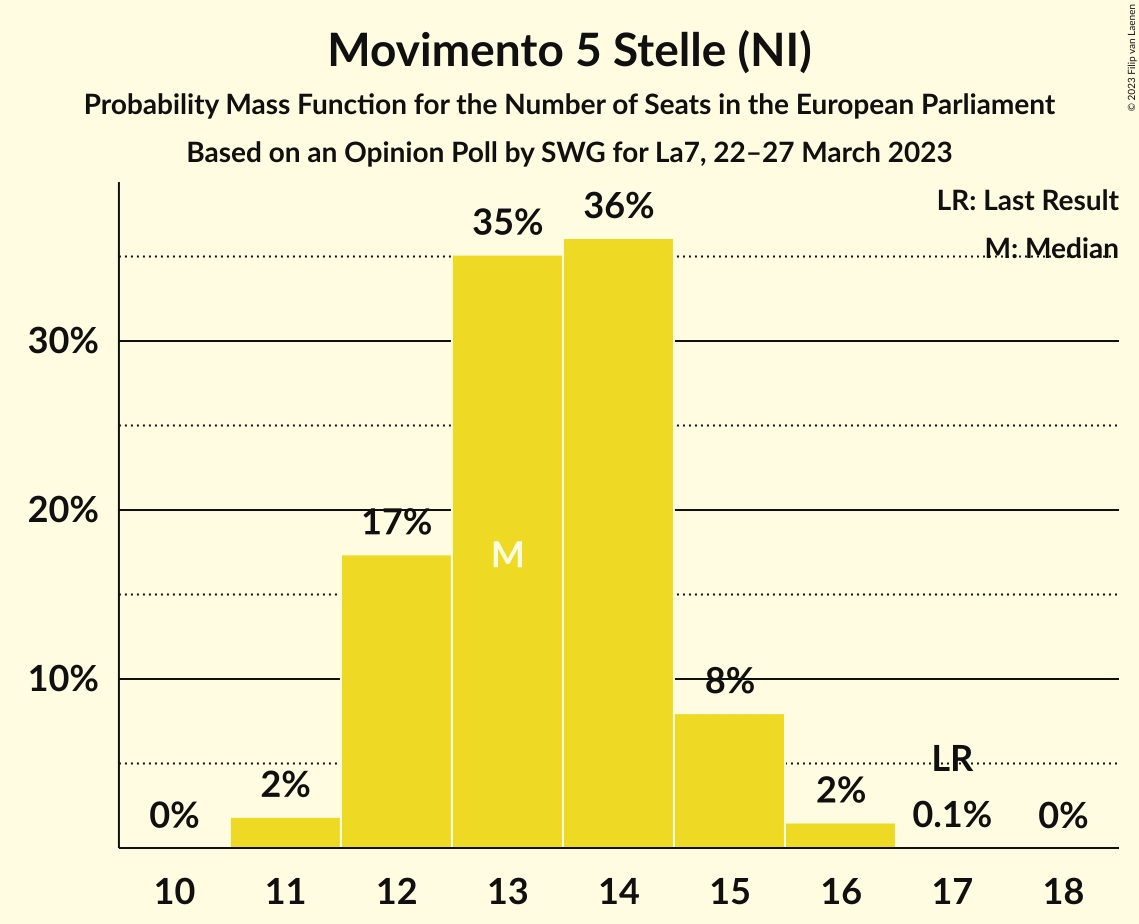 Movimento 5 Stelle (NI)
Probability Mass Function for the Number of Seats in the European Parliament
Based on an Opinion Poll by SWG for La7, 22–27 March 2023
© 2023 Filip van Laenen
LR: Last Result
M: Median
30%
20%
10%
0%
2%
17%
35%
36%
8%
2%
0.1%
0%
M
LR
10 11 12 13 14 15 16 17 18